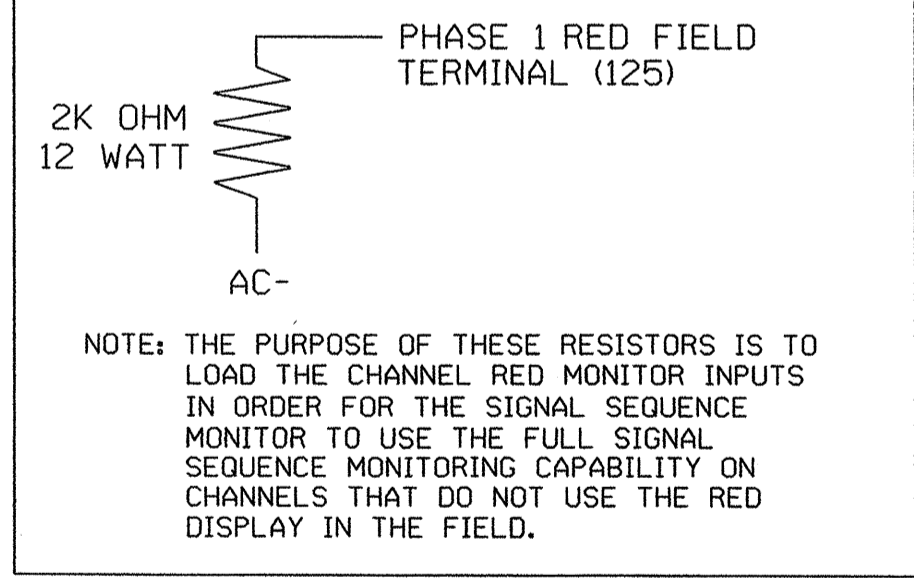 PHASE 1 RED FIELD
TERMINAL (125)
2K OHM
12 WATT
AC-
NOTE: THE PURPOSE OF THESE RESISTORS IS TO
LOAD THE CHANNEL RED MONITOR INPUTS
IN ORDER FOR THE SIGNAL SEQUENCE
MONITOR TO USE THE FULL SIGNAL
SEQUENCE MONITORING CAPABILITY ON
CHANNELS THAT DO NOT USE THE RED
DISPLAY IN THE FIELD.